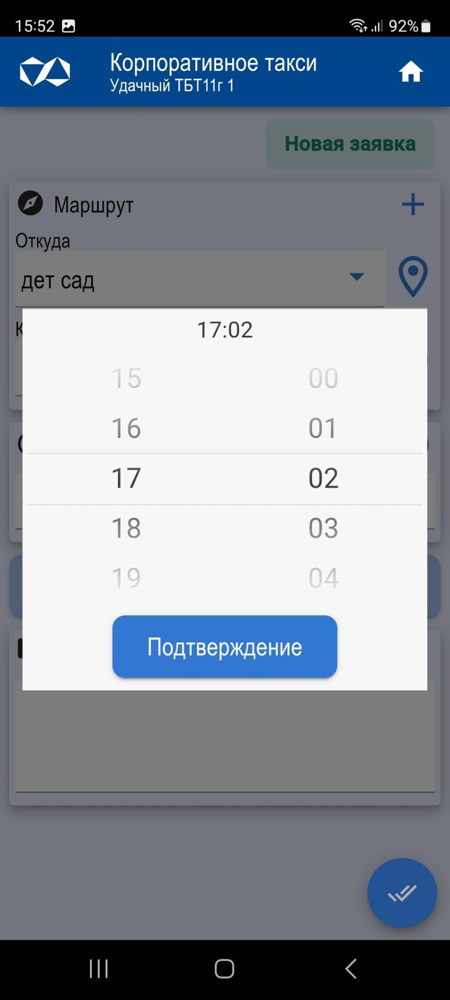 15:52
92%
Корпоративное такси
Удачный ТБТ11г 1
Новая заявка
Маршрут
Откуда
дет сад
17:02
15 00
16 01
17 02
18 03
19 04
Подтверждение